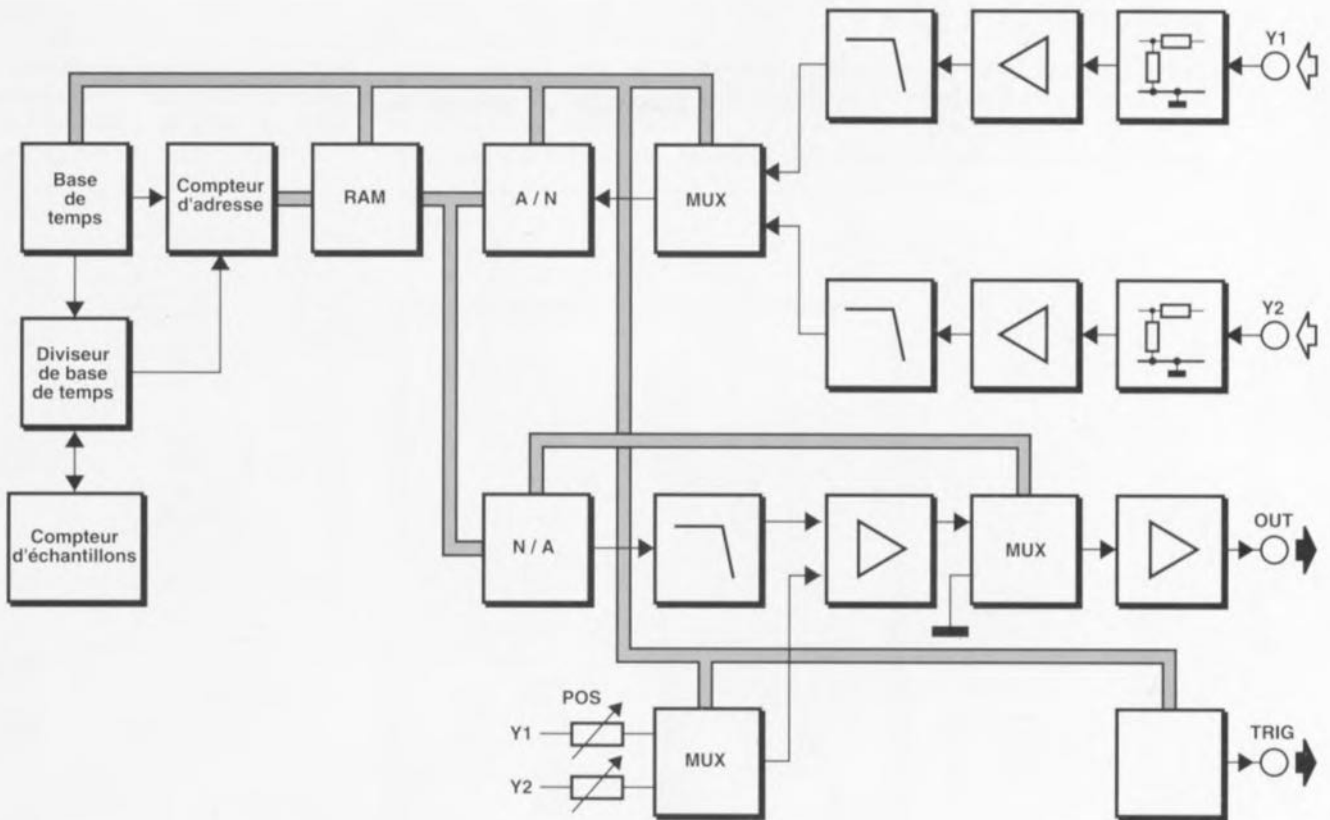 Y1
Base
de
temps
Compteur
d'adresse
RAM
A / N
MUX
Y2
Diviseur
de base
de temps
Compteur
d'échantillons
N / A
MUX
OUT
POS
Y1
Y2
MUX
TRIG